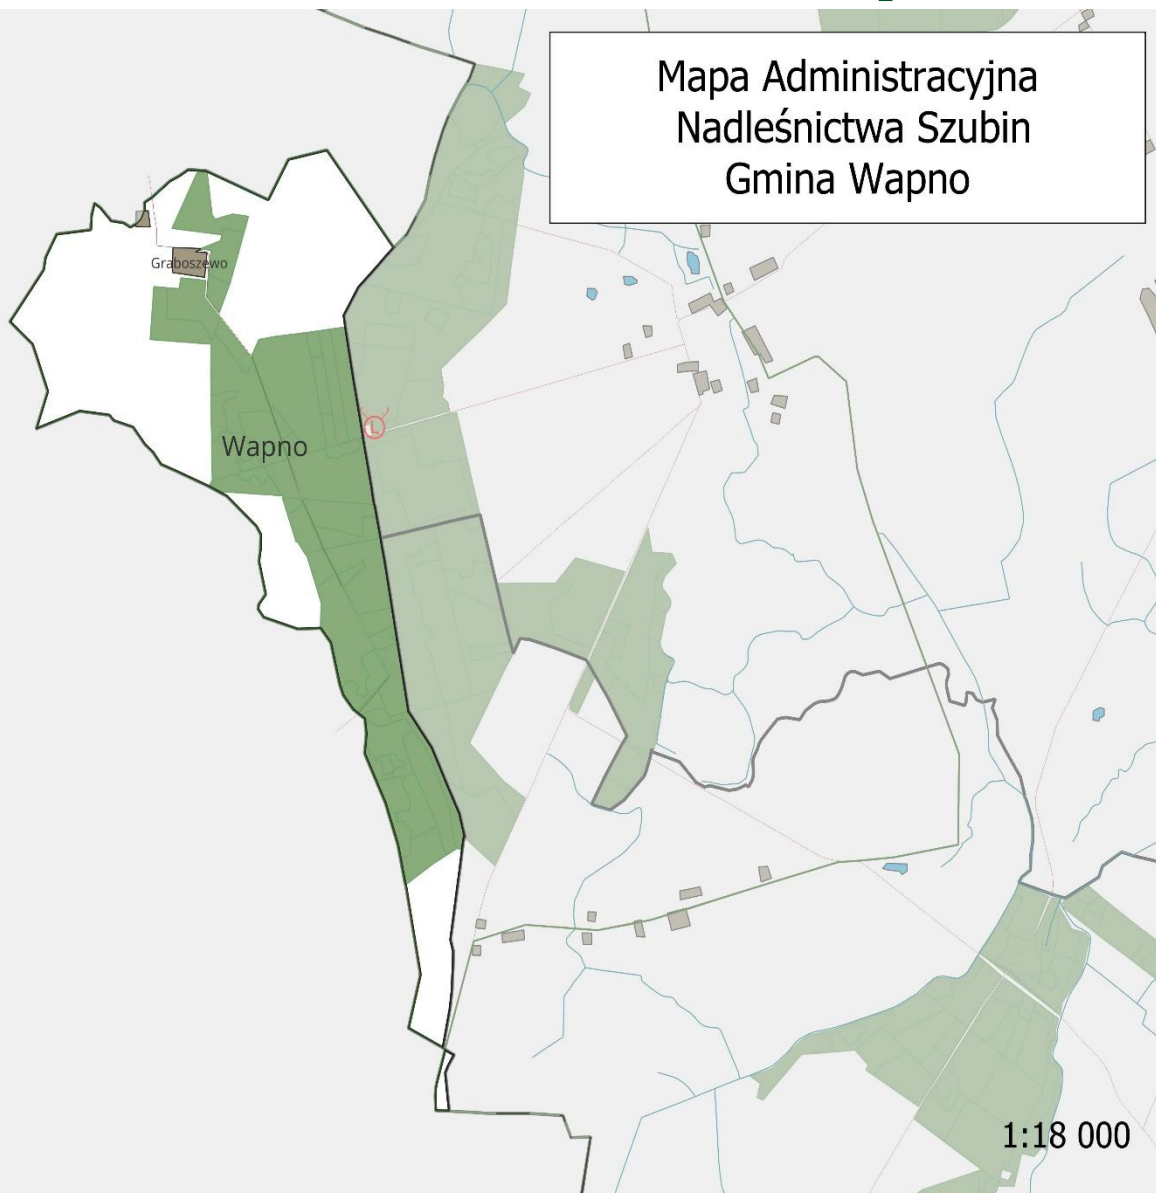 Mapa Administracyjna
Nadleśnictwa Szubin
Gmina Wapno
Graboszewo
L
Wapno
1:18 000